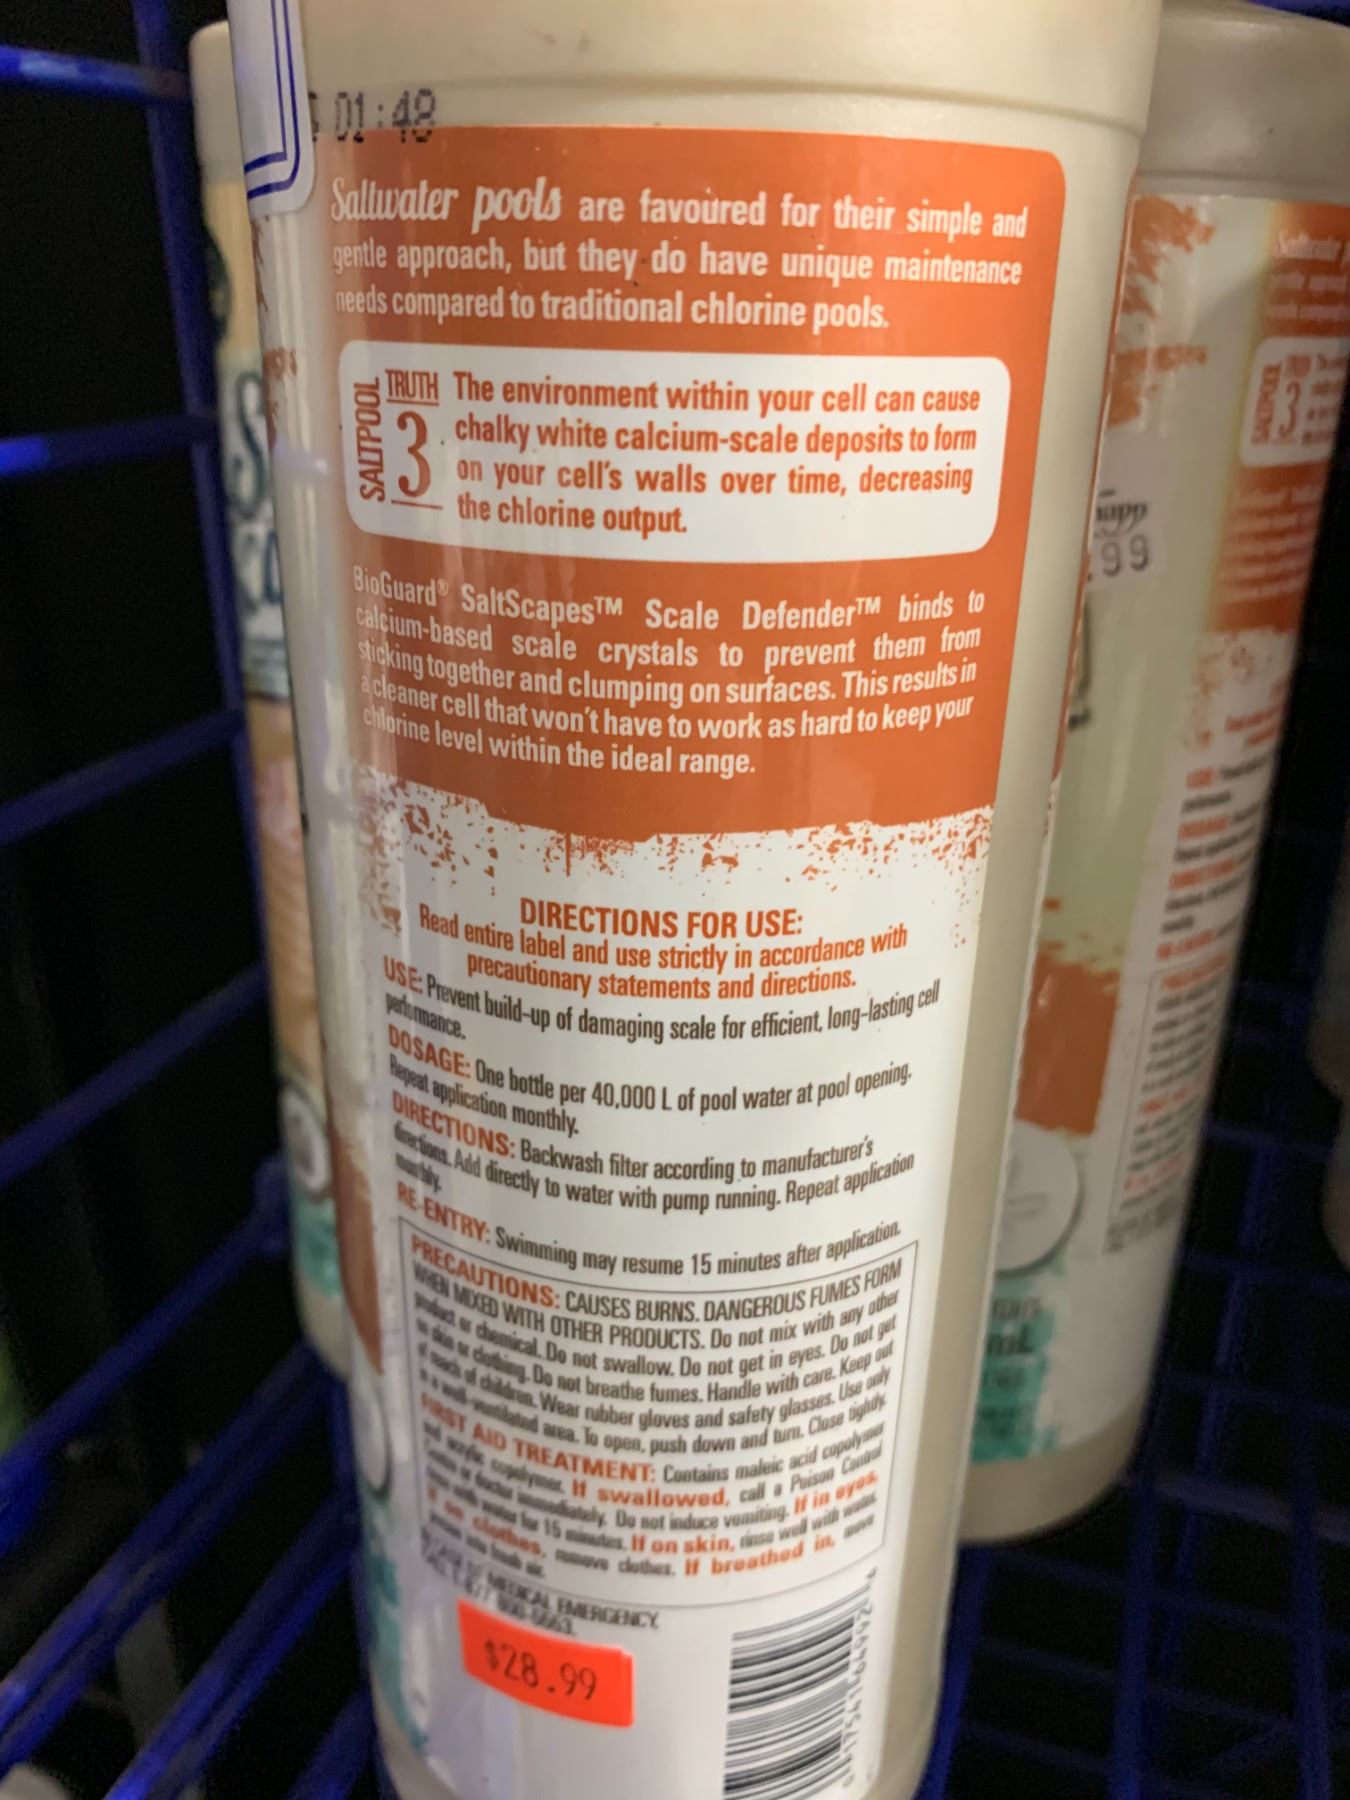 01:48
Saltwater pools are favoured for their simple and
gentle approach, but they do have unique maintenance
needs compared to traditional chlorine pools.
SALTPOOL
TRUTH
3
The environment within your cell can cause
chalky white calcium-scale deposits to form
on your cell's walls over time, decreasing
the chlorine output.
BioGuard® SaltScapes™ Scale Defender™ binds to
calcium-based scale crystals to prevent them from
sticking together and clumping on surfaces. This results in
a cleaner cell that won't have to work as hard to keep your
chlorine level within the ideal range.
DIRECTIONS FOR USE:
Read entire label and use strictly in accordance with
precautionary statements and directions.
USE: Prevent build-up of damaging scale for efficient, long-lasting cell
performance.
DOSAGE: One bottle per 40,000 L of pool water at pool opening.
Repeat application monthly.
DIRECTIONS: Backwash filter according to manufacturer's
directions. Add directly to water with pump running. Repeat application
monthly.
RE-ENTRY: Swimming may resume 15 minutes after application.
PRECAUTIONS: CAUSES BURNS. DANGEROUS FUMES FORM
WHEN MIXED WITH OTHER PRODUCTS. Do not mix with any other
product or chemical. Do not swallow. Do not get in eyes. Do not get
on skin or clothing. Do not breathe fumes. Handle with care. Keep out
of reach of children. Wear rubber gloves and safety glasses. Use only
in a well-ventilated area. To open, push down and turn. Close tightly.
FIRST AID TREATMENT: Contains maleic acid copolymer
and acrylic copolymer. If swallowed, call a Poison Control
Centre or doctor immediately. Do not induce vomiting. If in eyes,
rinse with water for 15 minutes. If on skin, rinse well with water.
If on clothes, remove clothes. If breathed in, move
person into fresh air.
MEDICAL EMERGENCY,
$28.99
.99
SALTPOOL
3
mL